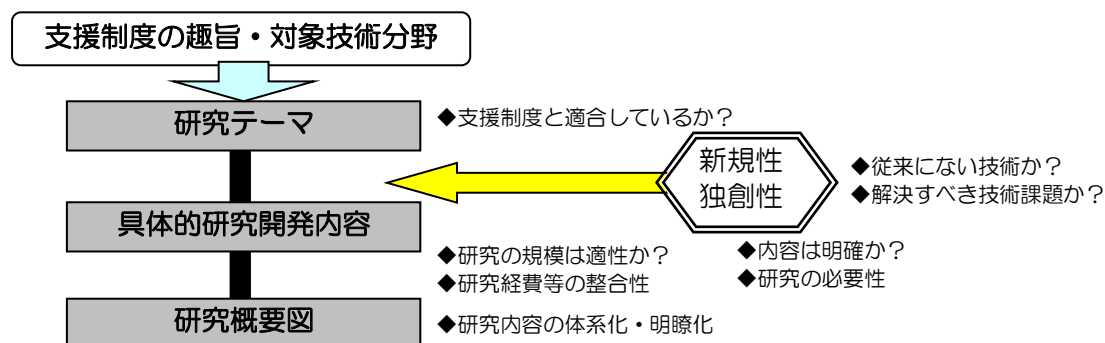 支援制度の趣旨・対象技術分野
研究テーマ
◆支援制度と適合しているか？
新規性
独創性
◆従来にない技術か？
◆解決すべき技術課題か？
具体的研究開発内容
◆研究の規模は適性か？
◆研究経費等の整合性
◆内容は明確か？
◆研究の必要性
研究概要図
◆研究内容の体系化・明瞭化